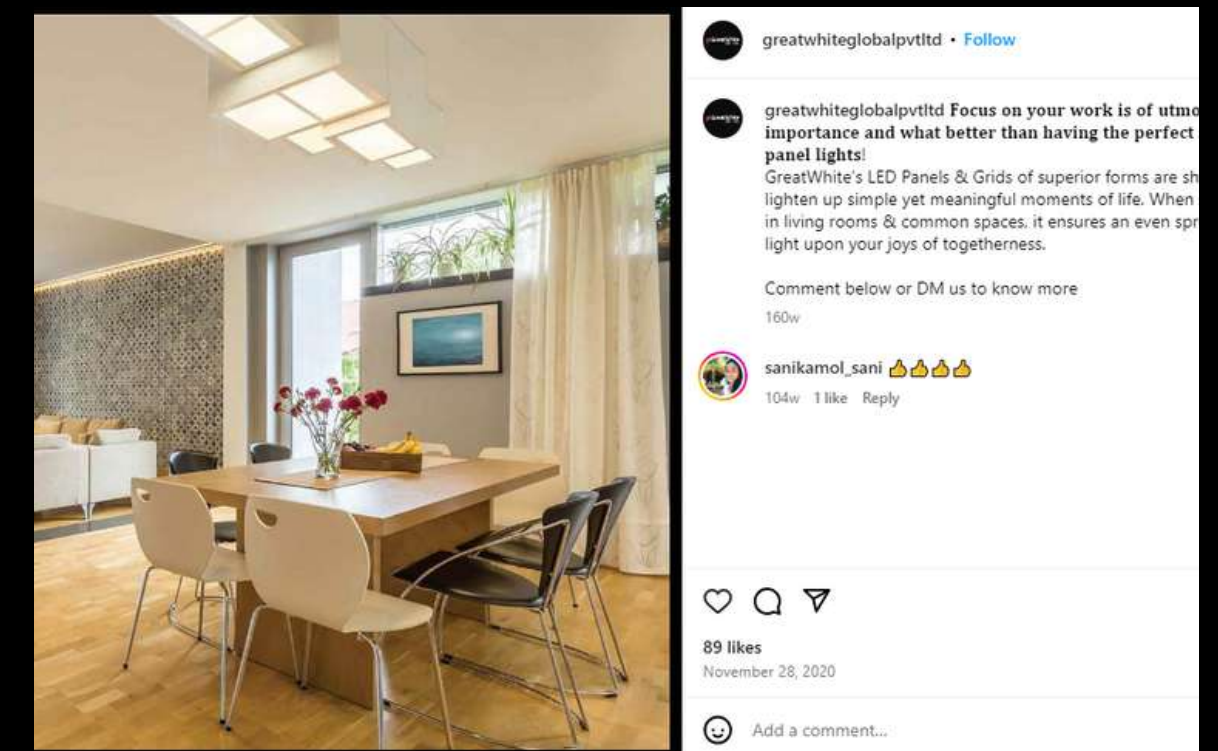 greatwhiteglobalpvtltd • Follow
greatwhiteglobalpvtltd Focus on your work is of
importance and what better than having the perfect
panel lights!
GreatWhite's LED Panels & Grids of superior forms are
lighten up simple yet meaningful moments of life. When
in living rooms & common spaces, it ensures an even
light upon your joys of togetherness.
Comment below or DM us to know more
160w
sanikamol_sani 👍👍👍👍
104w 1 like Reply
89 likes
November 28, 2020
Add a comment...